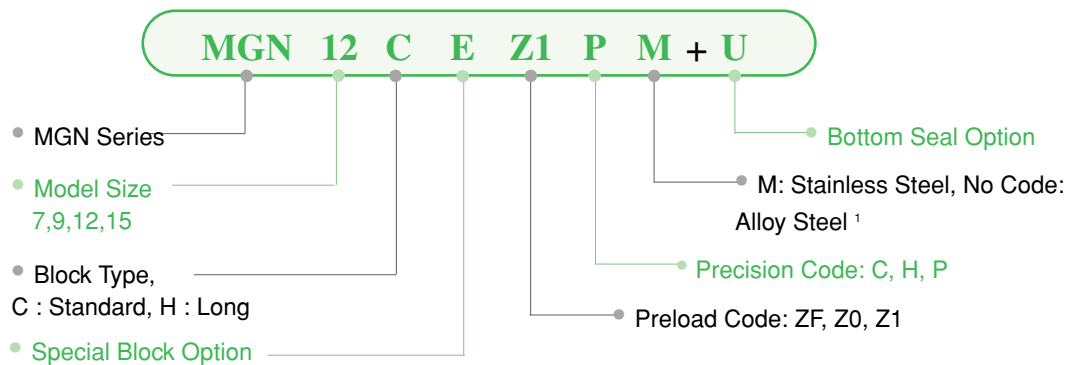 MGN 12 C E Z1 P M + U
MGN Series
Bottom Seal Option
Model Size
7,9,12,15
M: Stainless Steel, No Code:
Alloy Steel ¹
Block Type,
C : Standard, H : Long
Precision Code: C, H, P
Preload Code: ZF, Z0, Z1
Special Block Option